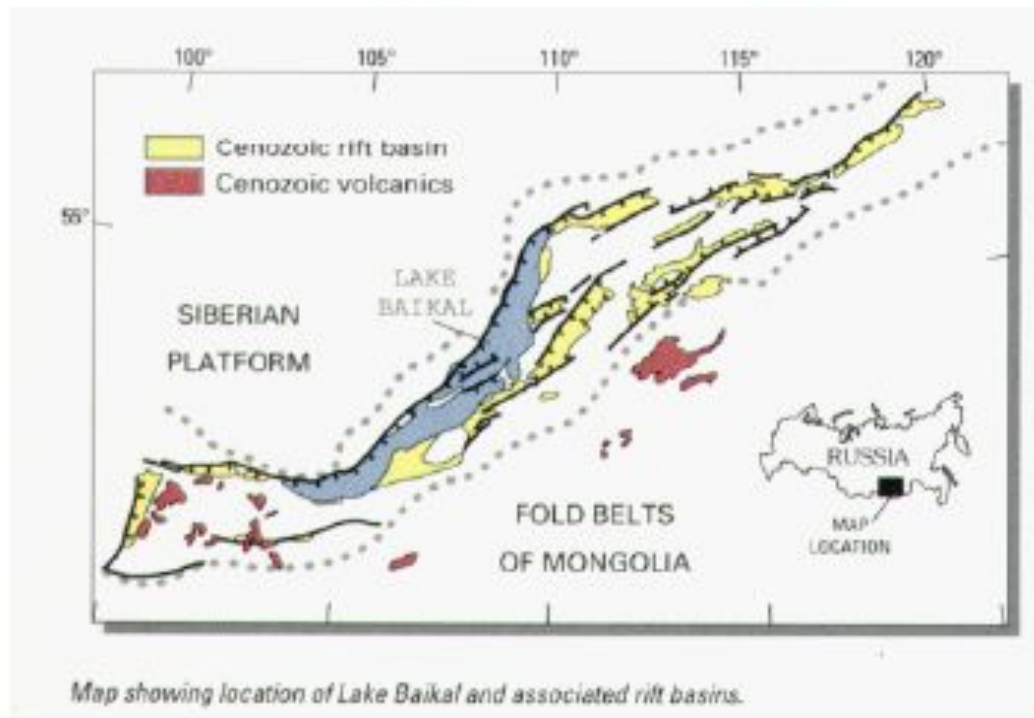 100° 105° 110° 115° 120°
Cenozoic rift basin
Cenozoic volcanics
55°
LAKE
BAIKAL
SIBERIAN
PLATFORM
RUSSIA
MAP
LOCATION
FOLD BELTS
OF MONGOLIA
Map showing location of Lake Baikal and associated rift basins.